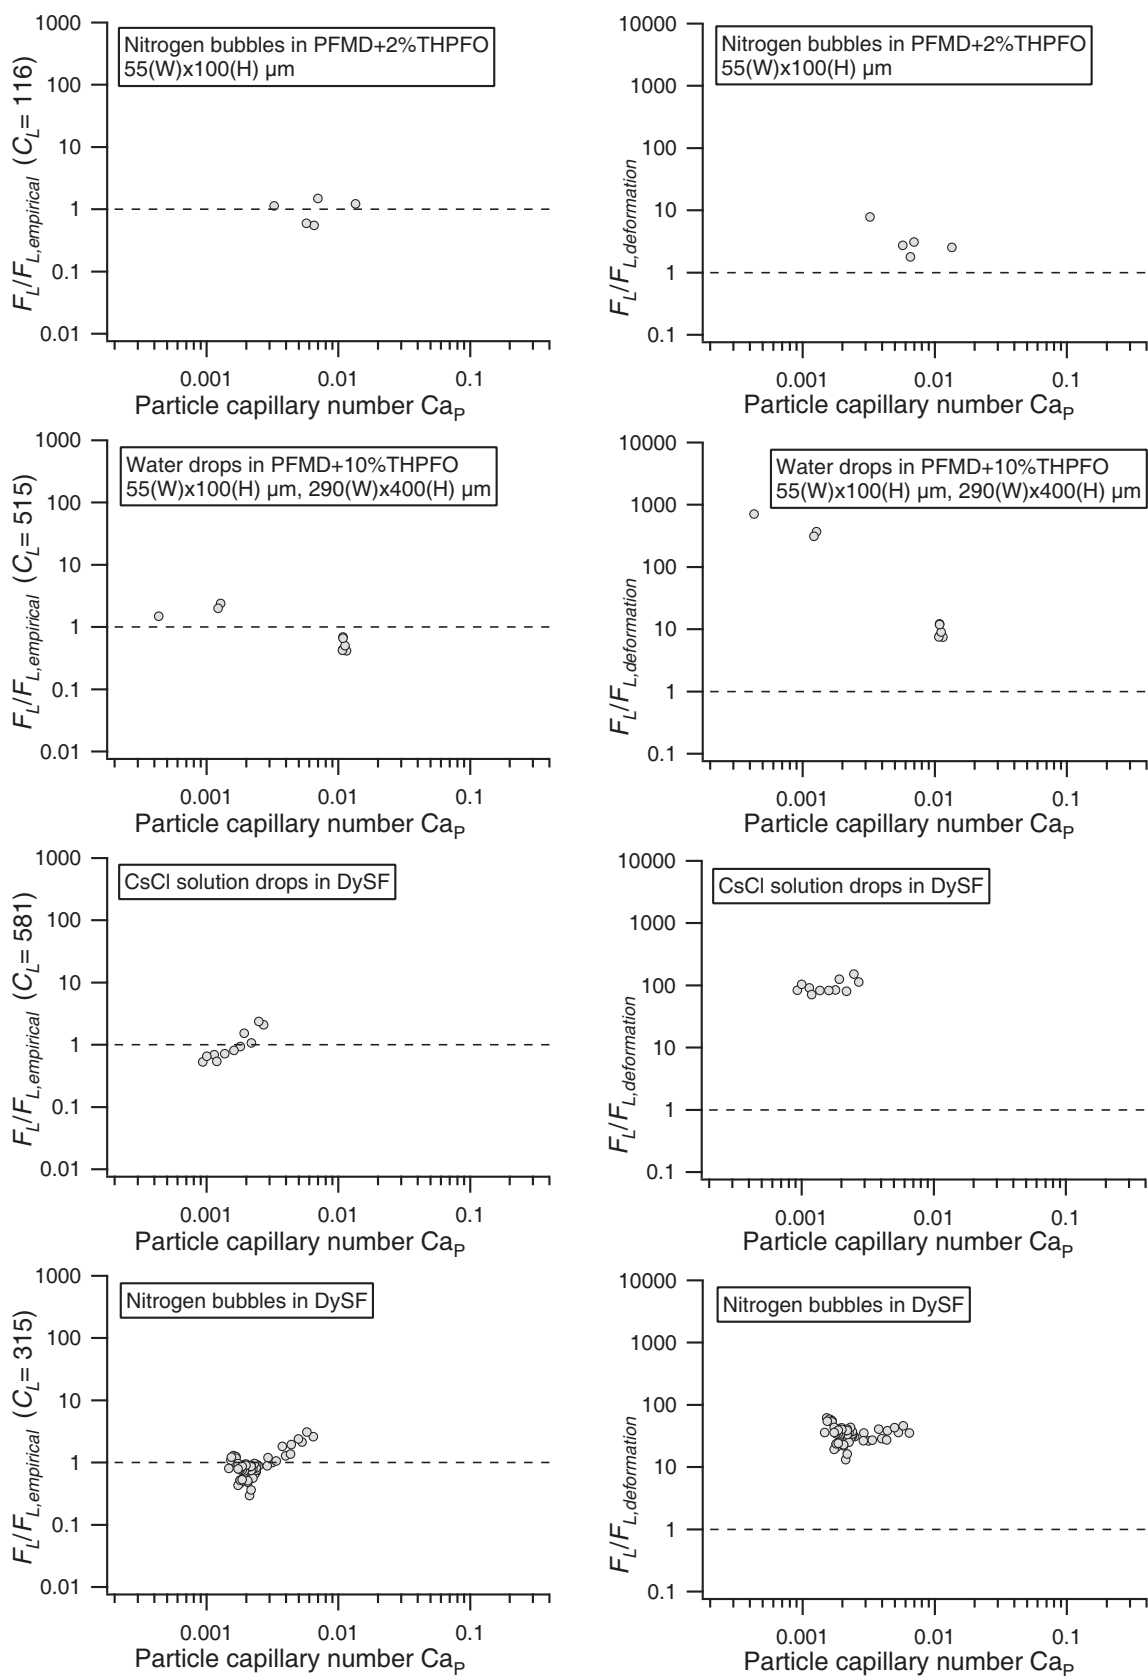 1000
100
10
1
0.1
0.01
F_L/F_L,empirical (C_L= 116)
Nitrogen bubbles in PFMD+2%THPFO
55(W)x100(H) µm
0.001 0.01 0.1
Particle capillary number Ca_P
10000
1000
100
10
1
0.1
F_L/F_L,deformation
Nitrogen bubbles in PFMD+2%THPFO
55(W)x100(H) µm
0.001 0.01 0.1
Particle capillary number Ca_P
1000
100
10
1
0.1
0.01
F_L/F_L,empirical (C_L= 515)
Water drops in PFMD+10%THPFO
55(W)x100(H) µm, 290(W)x400(H) µm
0.001 0.01 0.1
Particle capillary number Ca_P
10000
1000
100
10
1
0.1
F_L/F_L,deformation
Water drops in PFMD+10%THPFO
55(W)x100(H) µm, 290(W)x400(H) µm
0.001 0.01 0.1
Particle capillary number Ca_P
1000
100
10
1
0.1
0.01
F_L/F_L,empirical (C_L= 581)
CsCl solution drops in DySF
0.001 0.01 0.1
Particle capillary number Ca_P
10000
1000
100
10
1
0.1
F_L/F_L,deformation
CsCl solution drops in DySF
0.001 0.01 0.1
Particle capillary number Ca_P
1000
100
10
1
0.1
0.01
F_L/F_L,empirical (C_L= 315)
Nitrogen bubbles in DySF
0.001 0.01 0.1
Particle capillary number Ca_P
10000
1000
100
10
1
0.1
F_L/F_L,deformation
Nitrogen bubbles in DySF
0.001 0.01 0.1
Particle capillary number Ca_P